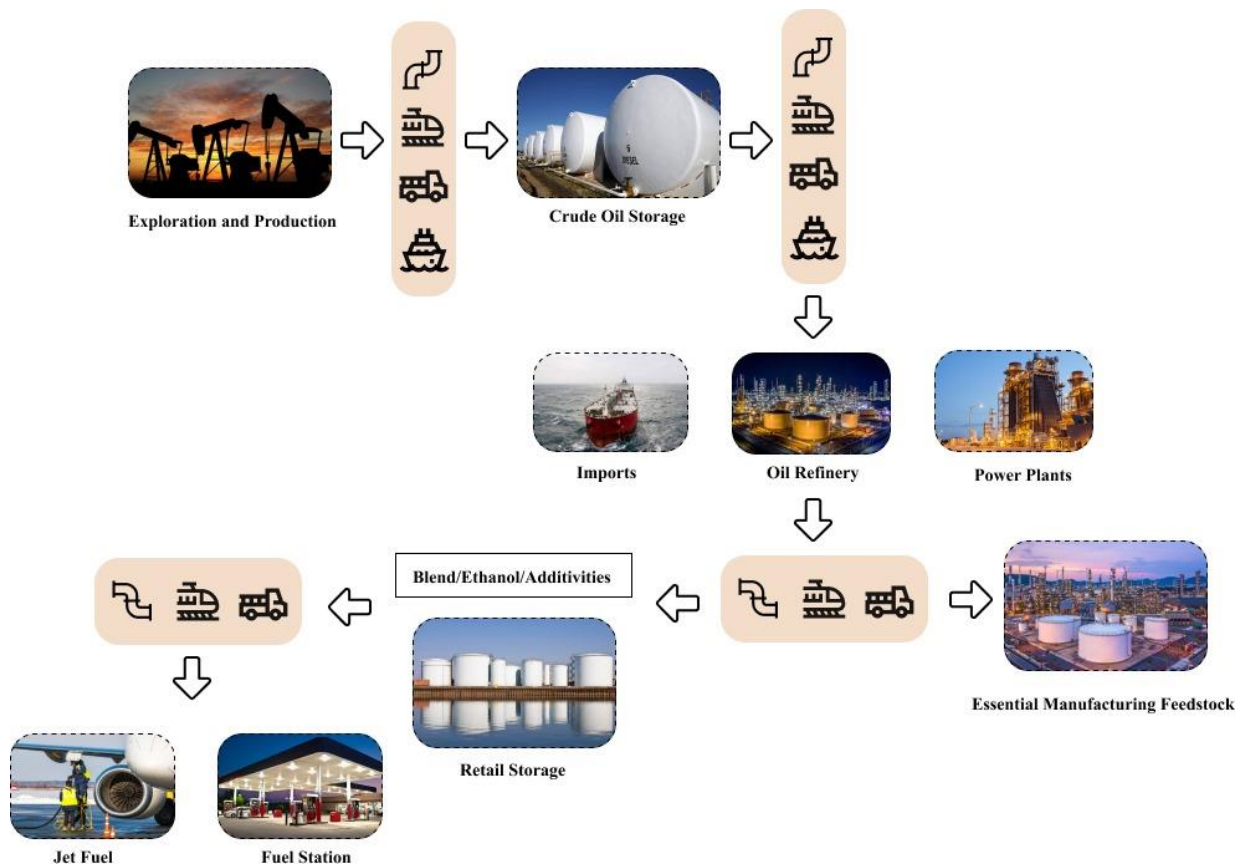 Exploration and Production
Crude Oil Storage
DIESEL
Imports
Oil Refinery
Power Plants
Blend/Ethanol/Additivities
Retail Storage
Essential Manufacturing Feedstock
Jet Fuel
Fuel Station